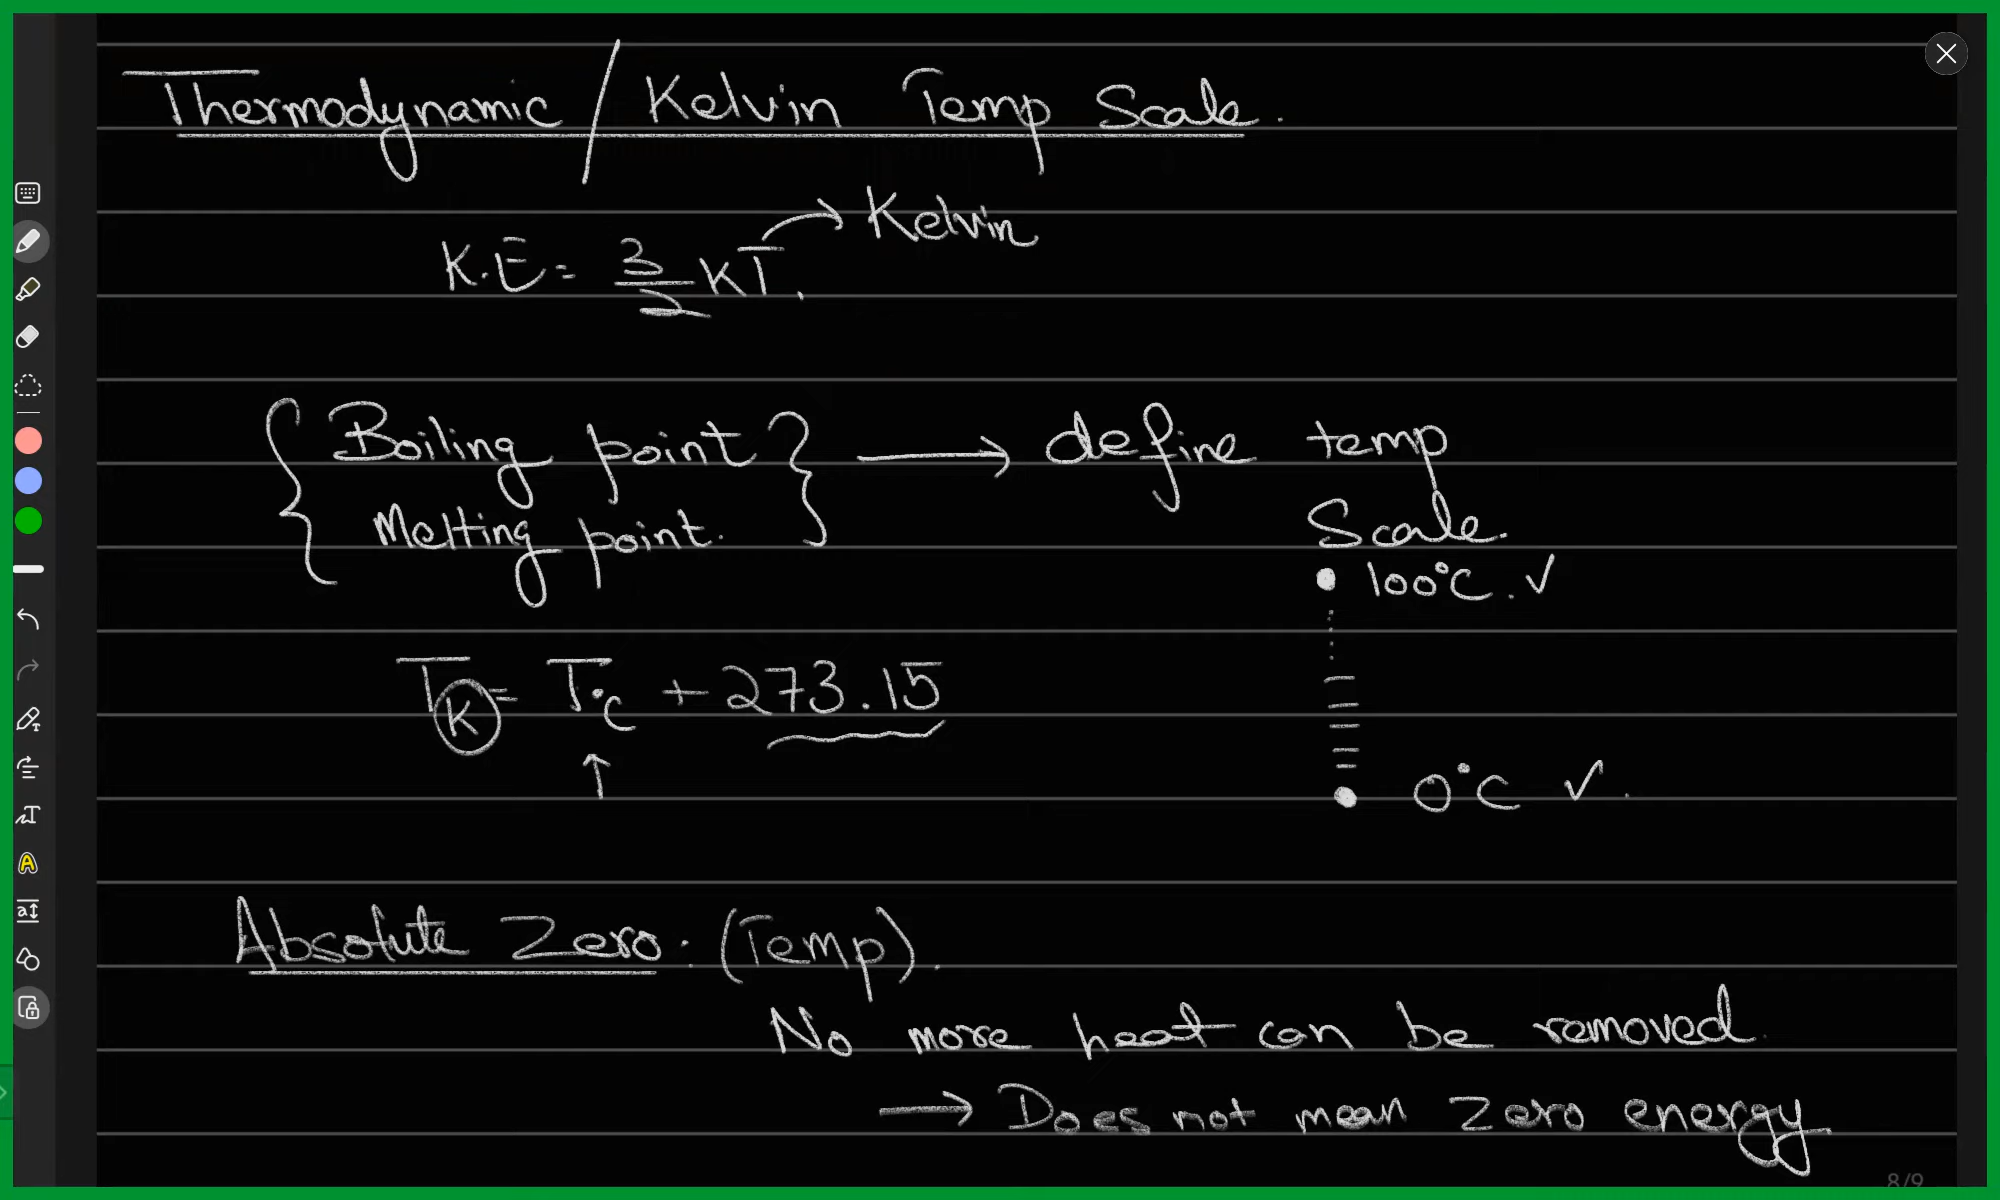 Thermodynamic / Kelvin Temp Scale.
K.E = 3/2 KT. → Kelvin
{ Boiling point } → define temp
Melting point. Scale.
100°C. ✓
T K = T °C + 273.15
↑
0°C ✓.
Absolute Zero : (Temp).
No more heat can be removed.
→ Does not mean zero energy
8/9